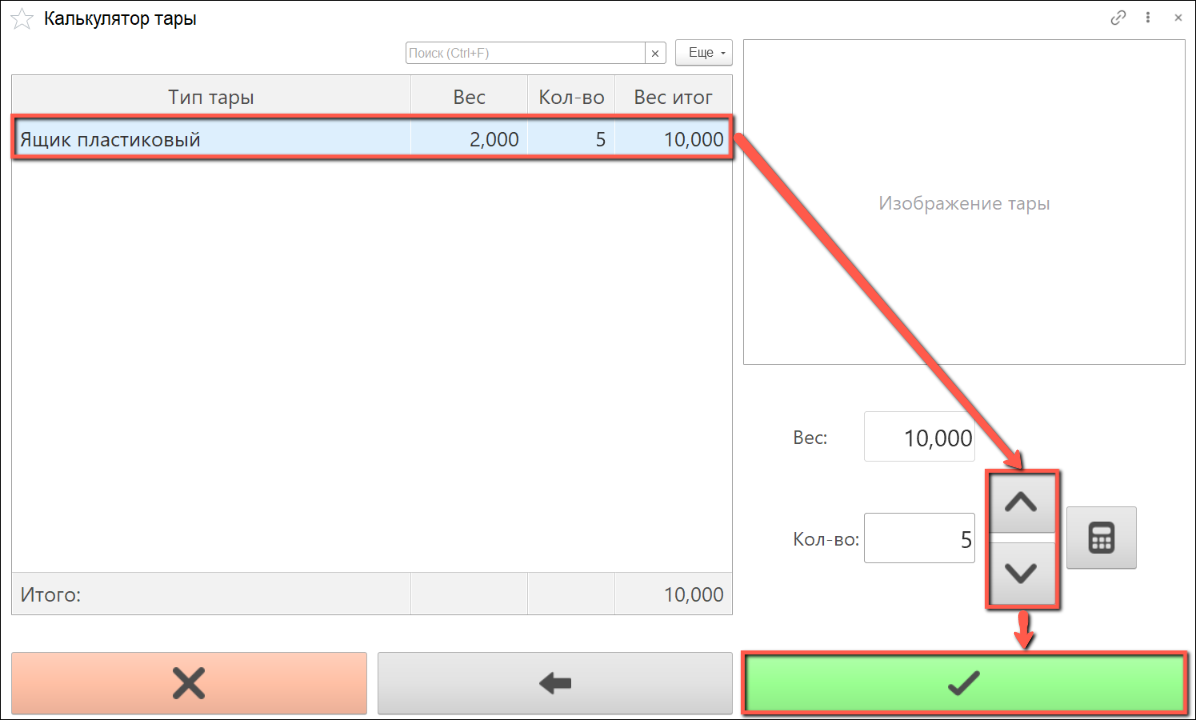 Калькулятор тары
Поиск (Ctrl+F) × Еще
Тип тары Вес Кол-во Вес итог
Ящик пластиковый 2,000 5 10,000
Изображение тары
Вес: 10,000
Кол-во: 5
Итого: 10,000